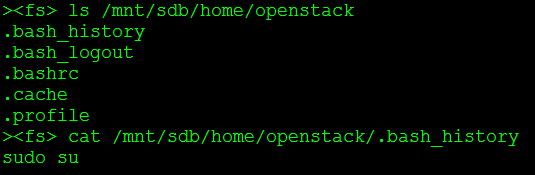 ><fs> ls /mnt/sdb/home/openstack
.bash_history
.bash_logout
.bashrc
.cache
.profile
><fs> cat /mnt/sdb/home/openstack/.bash_history
sudo su